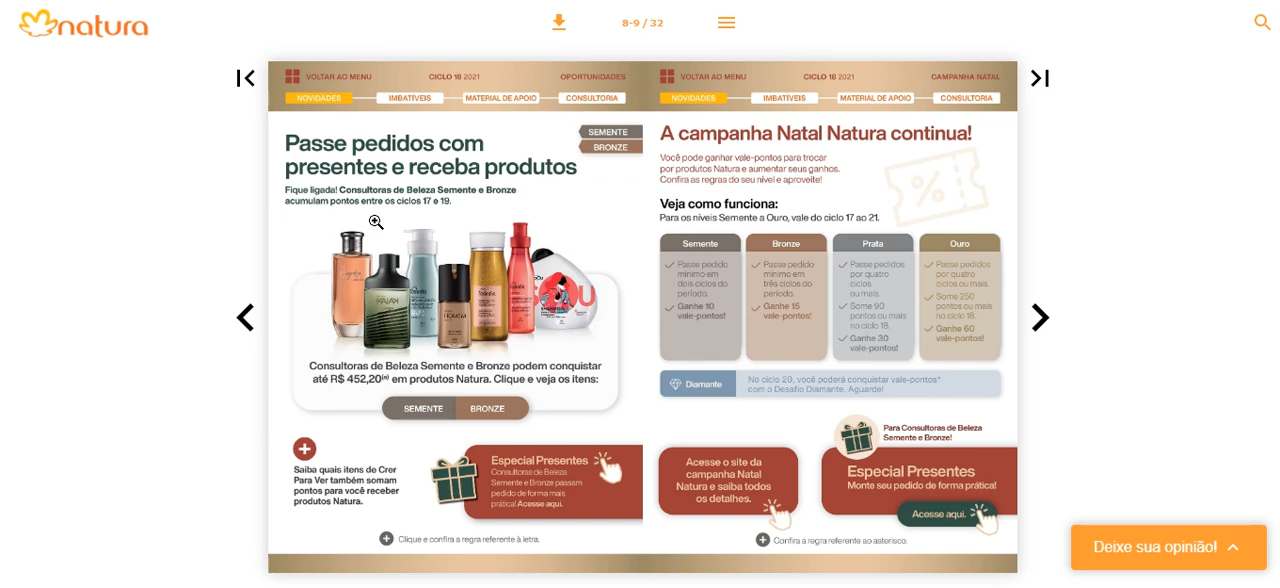 natura
8-9 / 32
VOLTAR AO MENU
CICLO 18 2021
OPORTUNIDADES
NOVIDADES
IMBATÍVEIS
MATERIAL DE APOIO
CONSULTORIA
Passe pedidos com
presentes e receba produtos
SEMENTE
BRONZE
Fique ligada! Consultoras de Beleza Semente e Bronze
acumulam pontos entre os ciclos 17 e 19.
KAIAK
HOMEM
Consultoras de Beleza Semente e Bronze podem conquistar
até R$ 452,20(a) em produtos Natura. Clique e veja os itens:
SEMENTE
BRONZE
Saiba quais itens de Crer
Para Ver também somam
pontos para você receber
produtos Natura.
Especial Presentes
Consultoras de Beleza
Semente e Bronze passam
pedido de forma mais
prática! Acesse aqui.
Clique e confira a regra referente à letra.
VOLTAR AO MENU
CICLO 18 2021
CAMPANHA NATAL
NOVIDADES
IMBATÍVEIS
MATERIAL DE APOIO
CONSULTORIA
A campanha Natal Natura continua!
Você pode ganhar vale-pontos para trocar
por produtos Natura e aumentar seus ganhos.
Confira as regras do seu nível e aproveite!
Veja como funciona:
Para os níveis Semente a Ouro, vale do ciclo 17 ao 21.
Semente
Passe pedido
mínimo em
dois ciclos do
período.
Ganhe 10
vale-pontos!
Bronze
Passe pedido
mínimo em
três ciclos do
período.
Ganhe 15
vale-pontos!
Prata
Passe pedidos
por quatro
ciclos
ou mais.
Some 90
pontos ou mais
no ciclo 18.
Ganhe 30
vale-pontos!
Ouro
Passe pedidos
por quatro
ciclos ou mais.
Some 250
pontos ou mais
no ciclo 18.
Ganhe 60
vale-pontos!
Diamante
No ciclo 20, você poderá conquistar vale-pontos*
com o Desafio Diamante. Aguarde!
Acesse o site da
campanha Natal
Natura e saiba todos
os detalhes.
Para Consultoras de Beleza
Semente e Bronze!
Especial Presentes
Monte seu pedido de forma prática!
Acesse aqui.
Confira a regra referente ao asterisco.
Deixe sua opinião!